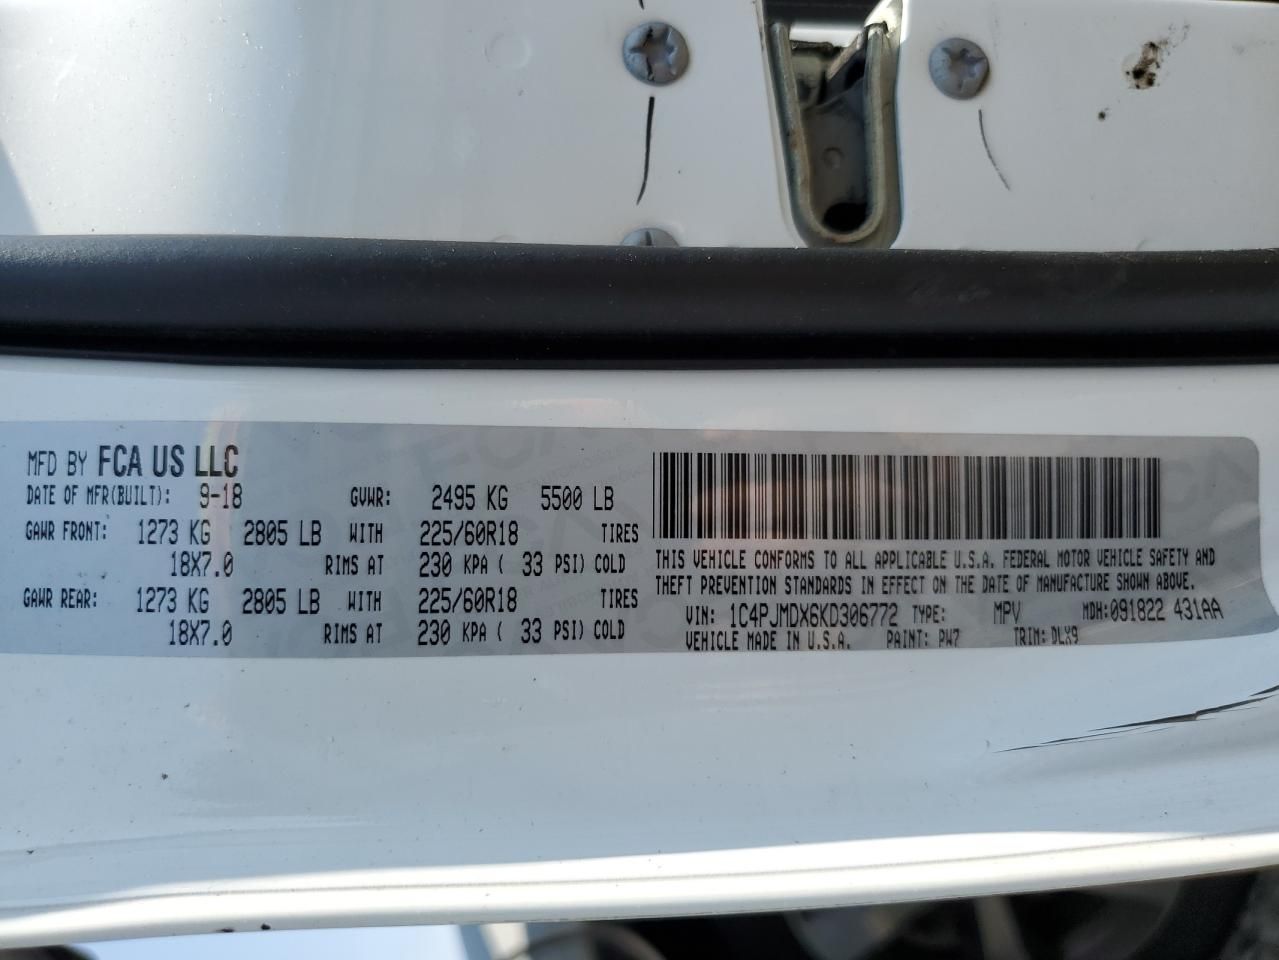 MFD BY FCA US LLC
DATE OF MFR(BUILT): 9-18 GVWR: 2495 KG 5500 LB
GAWR FRONT: 1273 KG 2805 LB WITH 225/60R18 TIRES
18X7.0 RIMS AT 230 KPA ( 33 PSI) COLD
GAWR REAR: 1273 KG 2805 LB WITH 225/60R18 TIRES
18X7.0 RIMS AT 230 KPA ( 33 PSI) COLD
THIS VEHICLE CONFORMS TO ALL APPLICABLE U.S.A. FEDERAL MOTOR VEHICLE SAFETY AND
THEFT PREVENTION STANDARDS IN EFFECT ON THE DATE OF MANUFACTURE SHOWN ABOVE.
VIN: 1C4PJMDX6KD306772 TYPE: MPV MDH: 091822 431AA
VEHICLE MADE IN U.S.A. PAINT: PW7 TRIM: DLX9